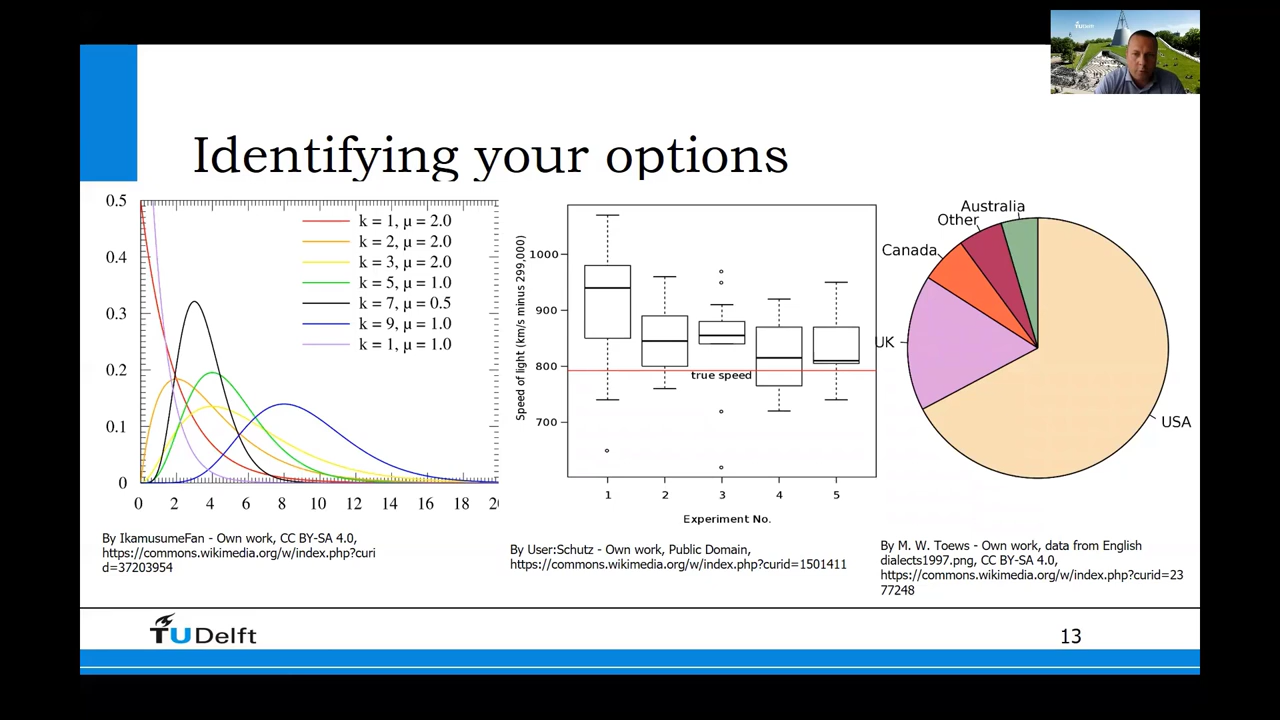 TUDelft
Identifying your options
0.5
0.4
0.3
0.2
0.1
0
0 2 4 6 8 10 12 14 16 18 20
k = 1, μ = 2.0
k = 2, μ = 2.0
k = 3, μ = 2.0
k = 5, μ = 1.0
k = 7, μ = 0.5
k = 9, μ = 1.0
k = 1, μ = 1.0
By IkamusumeFan - Own work, CC BY-SA 4.0,
https://commons.wikimedia.org/w/index.php?curi
d=37203954
Speed of light (km/s minus 299,000)
1000
900
800
700
true speed
1 2 3 4 5
Experiment No.
By User:Schutz - Own work, Public Domain,
https://commons.wikimedia.org/w/index.php?curid=1501411
Australia
Other
Canada
UK
USA
By M. W. Toews - Own work, data from English
dialects1997.png, CC BY-SA 4.0,
https://commons.wikimedia.org/w/index.php?curid=23
77248
TUDelft
13